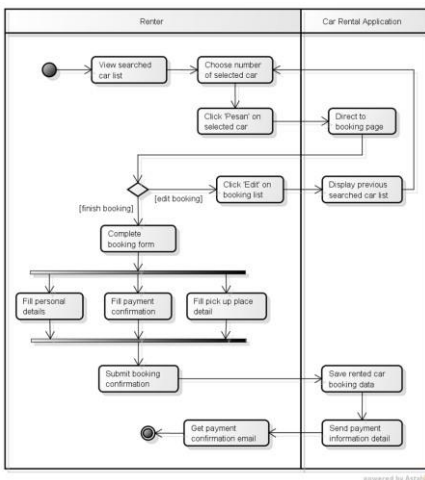 Renter
Car Rental Application
View searched
car list
Choose number
of selected car
Click 'Pesan' on
selected car
Direct to
booking page
[edit booking]
Click 'Edit' on
booking list
Display previous
searched car list
[finish booking]
Complete
booking form
Fill personal
details
Fill payment
confirmation
Fill pick up place
detail
Submit booking
confirmation
Save rented car
booking data
Get payment
confirmation email
Send payment
information detail
powered by